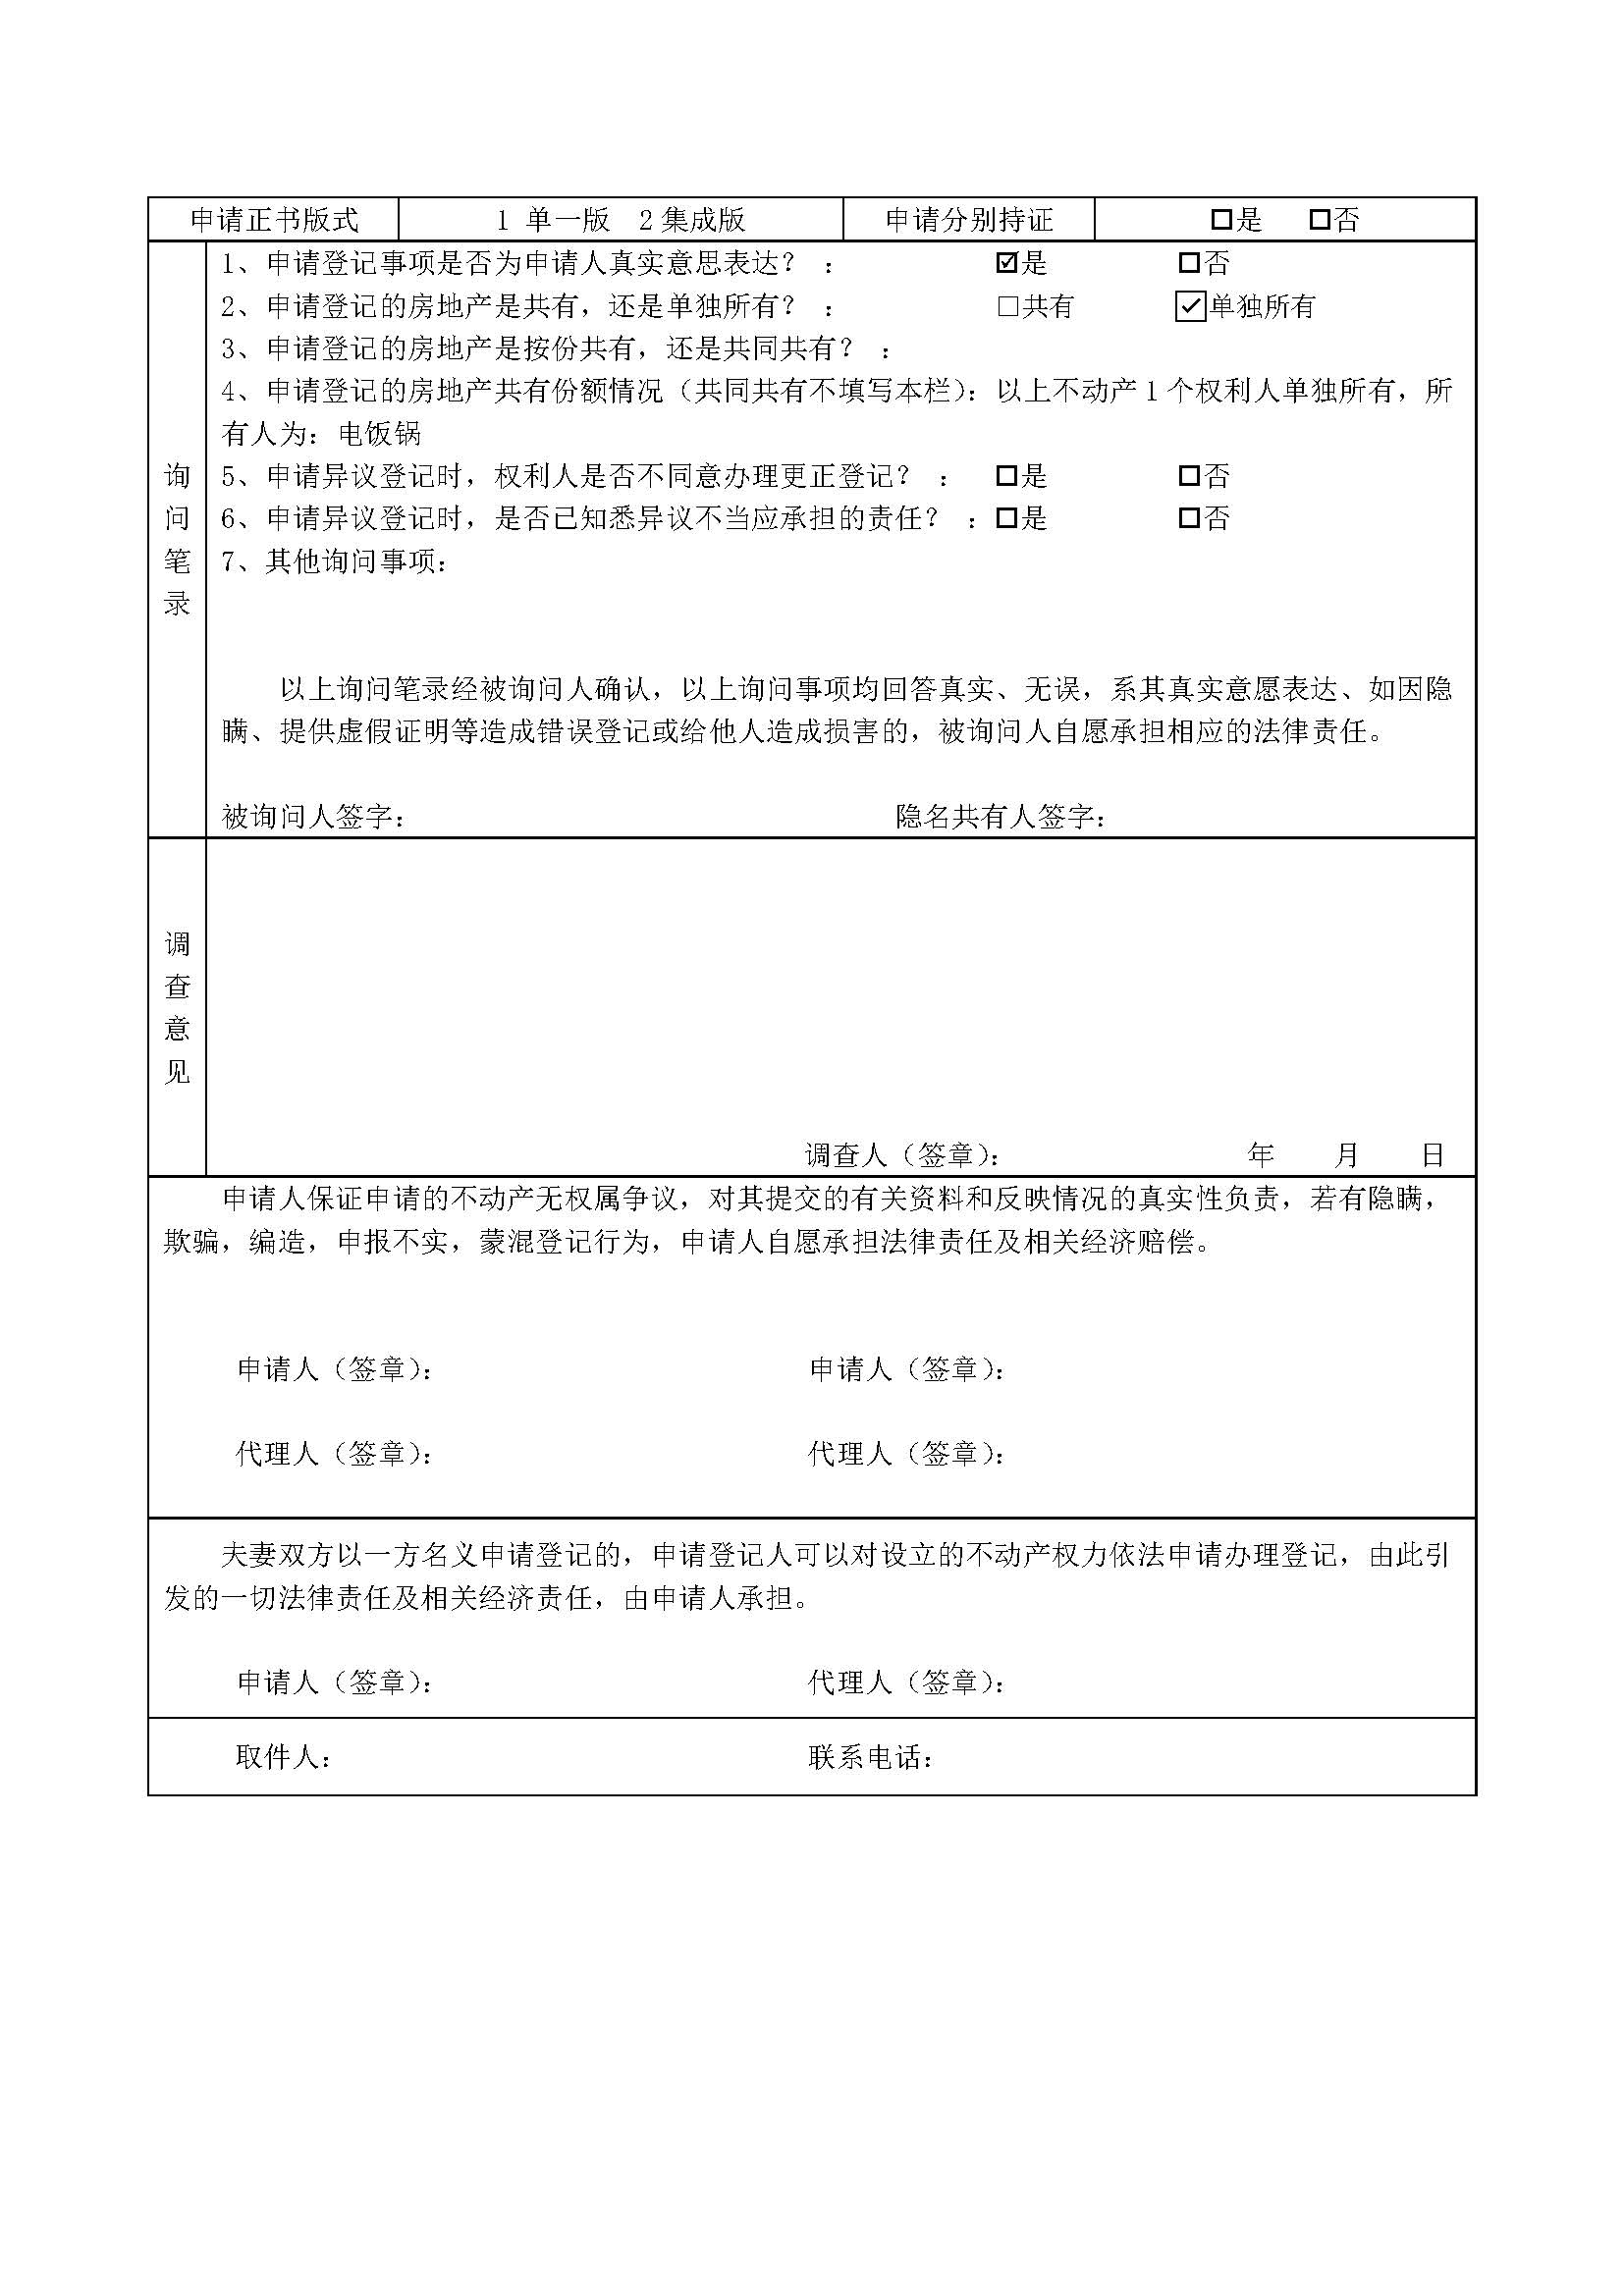 申请正书版式 1 单一版 2集成版 申请分别持证 □是 □否
询问笔录
1、申请登记事项是否为申请人真实意思表达？ ： ☑是 □否
2、申请登记的房地产是共有，还是单独所有？ ： □共有 ☑单独所有
3、申请登记的房地产是按份共有，还是共同共有？ ：
4、申请登记的房地产共有份额情况（共同共有不填写本栏）：以上不动产1个权利人单独所有，所
有人为：电饭锅
5、申请异议登记时，权利人是否不同意办理更正登记？ ： □是 □否
6、申请异议登记时，是否已知悉异议不当应承担的责任？ ：□是 □否
7、其他询问事项：
以上询问笔录经被询问人确认，以上询问事项均回答真实、无误，系其真实意愿表达、如因隐
瞒、提供虚假证明等造成错误登记或给他人造成损害的，被询问人自愿承担相应的法律责任。
被询问人签字： 隐名共有人签字：
调查意见
调查人（签章）： 年 月 日
申请人保证申请的不动产无权属争议，对其提交的有关资料和反映情况的真实性负责，若有隐瞒，
欺骗，编造，申报不实，蒙混登记行为，申请人自愿承担法律责任及相关经济赔偿。
申请人（签章）： 申请人（签章）：
代理人（签章）： 代理人（签章）：
夫妻双方以一方名义申请登记的，申请登记人可以对设立的不动产权力依法申请办理登记，由此引
发的一切法律责任及相关经济责任，由申请人承担。
申请人（签章）： 代理人（签章）：
取件人： 联系电话：